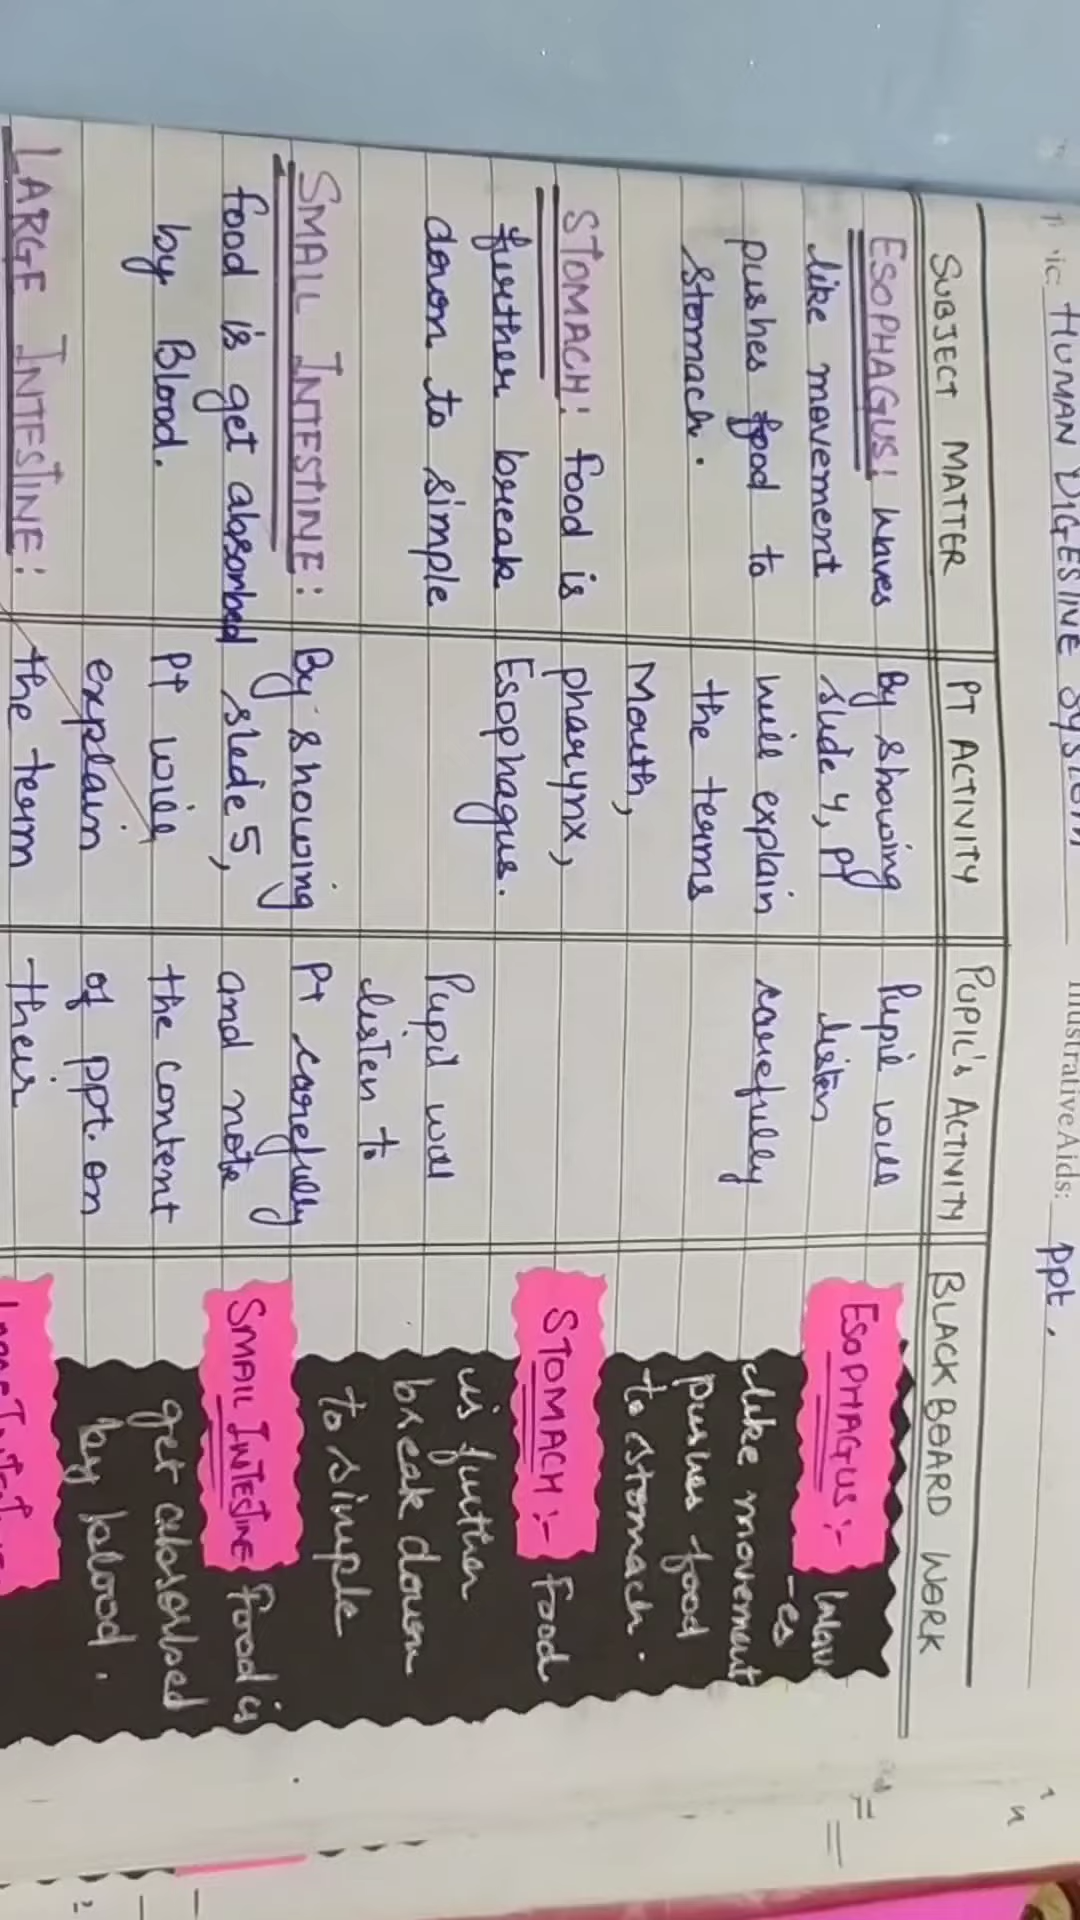 HUMAN DIGESTIVE SYSTEM IllustrativeAids: ppt.
SUBJECT MATTER
ESOPHAGUS: Waves
like movement
pushes food to
stomach.
STOMACH: food is
further break
down to simple
SMALL INTESTINE:
food is get absorbed
by Blood.
LARGE INTESTINE:
PT ACTIVITY
By showing
slide 4, pt
will explain
the terms
Mouth,
pharynx,
Esophagus.
By showing
slide 5,
pt will
explain
the term
PUPIL's ACTIVITY
Pupil will
listen
carefully
Pupil will
listen to
Pt carefully
and note
the content
of ppt. on
their
BLACK BOARD WORK
ESOPHAGUS:- Wav
-es
like movement
pushes food
to stomach.
STOMACH:- Food
is further
break down
to simple
SMALL INTESTINE Food is
get absorbed
by blood.